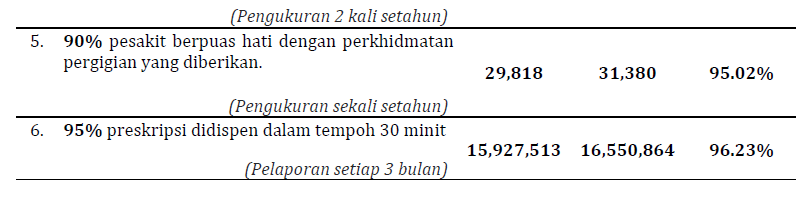 (Pengukuran 2 kali setahun)
5. 90% pesakit berpuas hati dengan perkhidmatan
pergigian yang diberikan.
29,818 31,380 95.02%
(Pengukuran sekali setahun)
6. 95% preskripsi didispen dalam tempoh 30 minit
15,927,513 16,550,864 96.23%
(Pelaporan setiap 3 bulan)